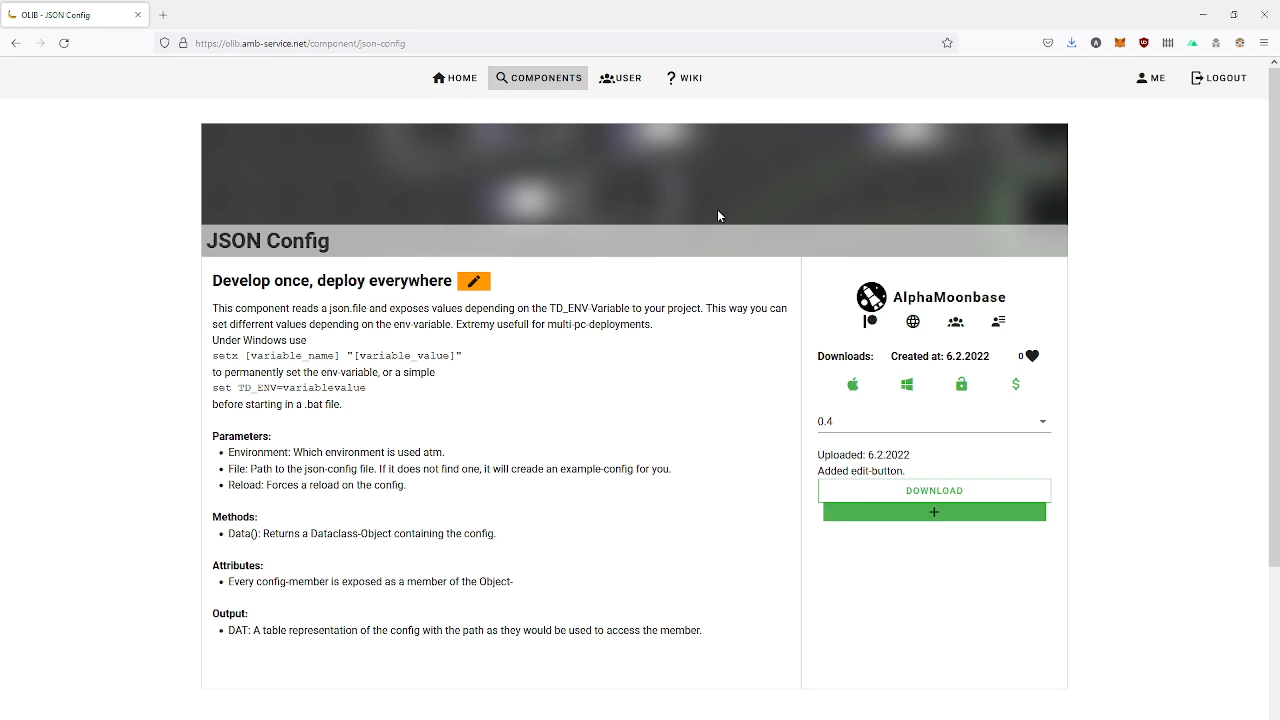 OLIB - JSON Config
https://olib.amb-service.net/component/json-config
HOME
COMPONENTS
USER
WIKI
ME
LOGOUT
JSON Config
Develop once, deploy everywhere
This component reads a json.file and exposes values depending on the TD_ENV-Variable to your project. This way you can
set differrent values depending on the env-variable. Extremy usefull for multi-pc-deployments.
Under Windows use
setx [variable_name] "[variable_value]"
to permanently set the env-variable, or a simple
set TD_ENV=variablevalue
before starting in a .bat file.
Parameters:
• Environment: Which environment is used atm.
• File: Path to the json-config file. If it does not find one, it will creade an example-config for you.
• Reload: Forces a reload on the config.
Methods:
• Data(): Returns a Dataclass-Object containing the config.
Attributes:
• Every config-member is exposed as a member of the Object-
Output:
• DAT: A table representation of the config with the path as they would be used to access the member.
AlphaMoonbase
Downloads: Created at: 6.2.2022 0
0.4
Uploaded: 6.2.2022
Added edit-button.
DOWNLOAD
+